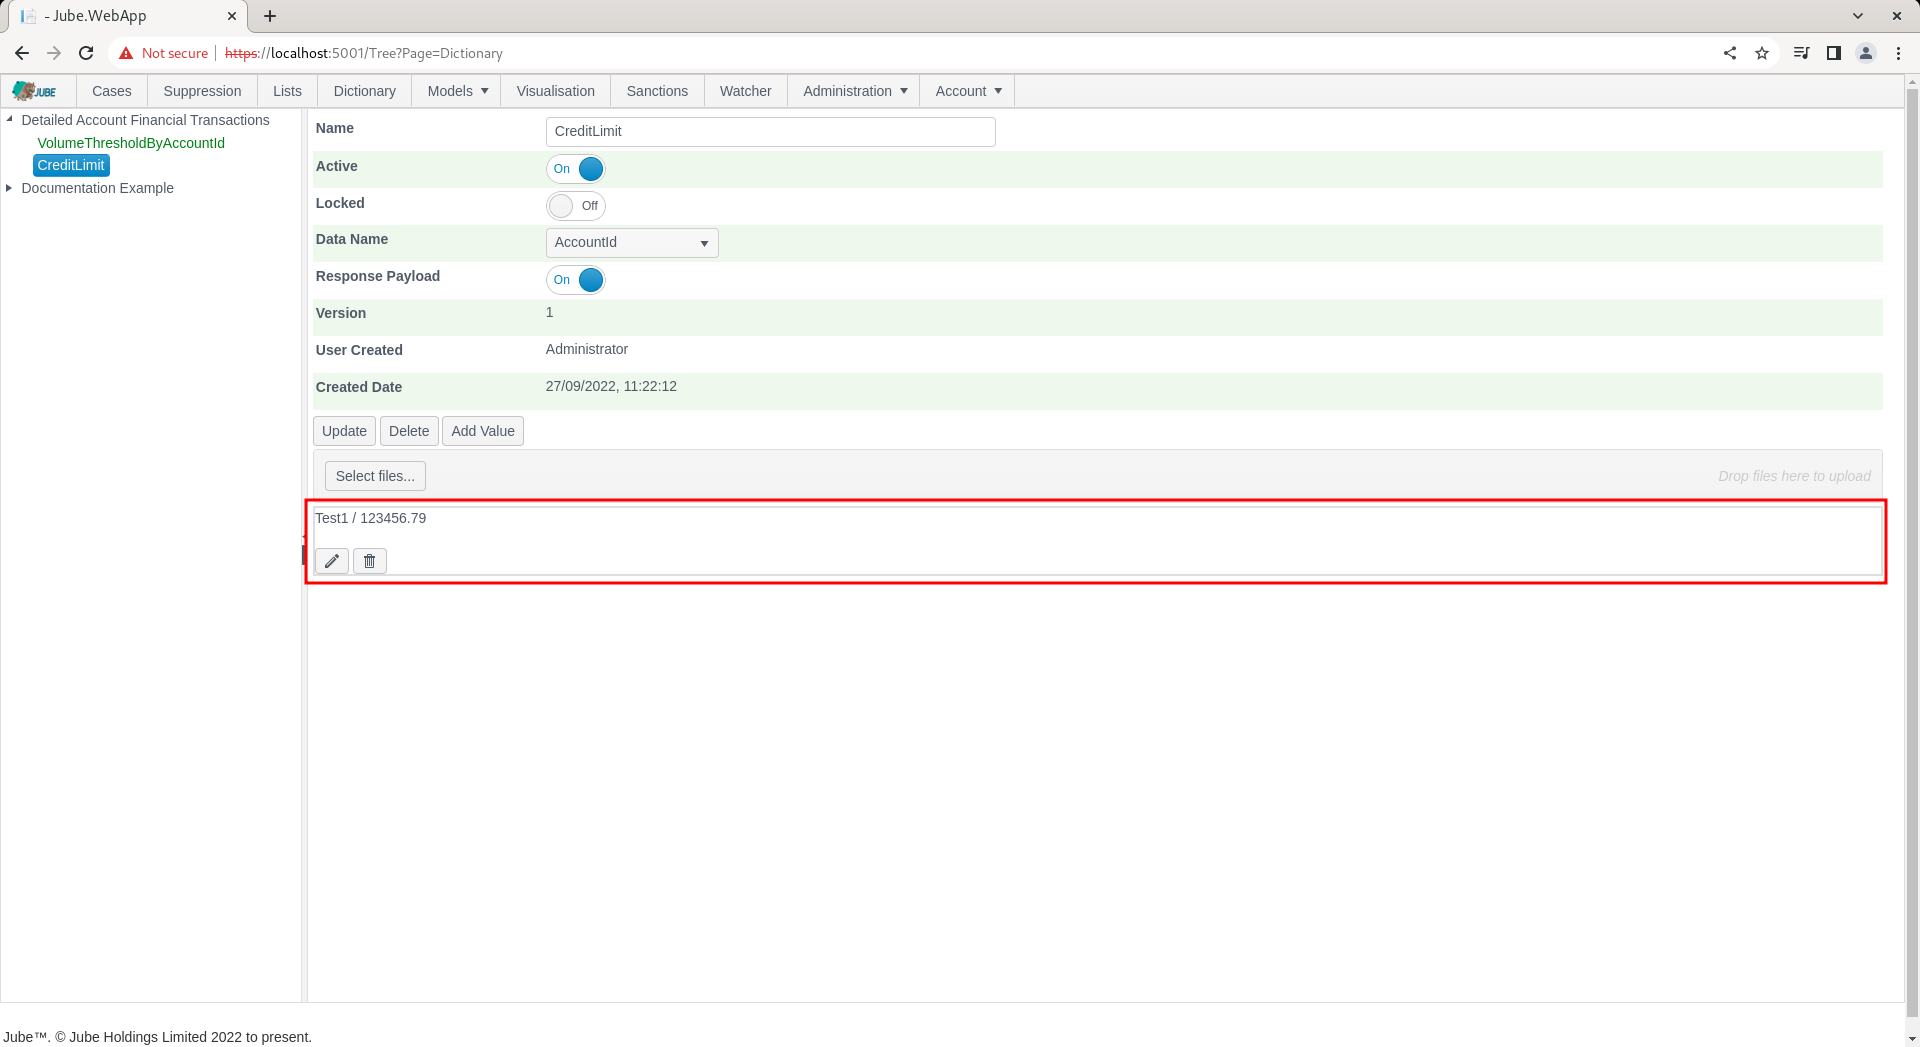 - Jube.WebApp
Not secure https://localhost:5001/Tree?Page=Dictionary
JUBE Cases Suppression Lists Dictionary Models Visualisation Sanctions Watcher Administration Account
Detailed Account Financial Transactions
VolumeThresholdByAccountId
CreditLimit
Documentation Example
Name CreditLimit
Active On
Locked Off
Data Name AccountId
Response Payload On
Version 1
User Created Administrator
Created Date 27/09/2022, 11:22:12
Update Delete Add Value
Select files... Drop files here to upload
Test1 / 123456.79
Jube™. © Jube Holdings Limited 2022 to present.